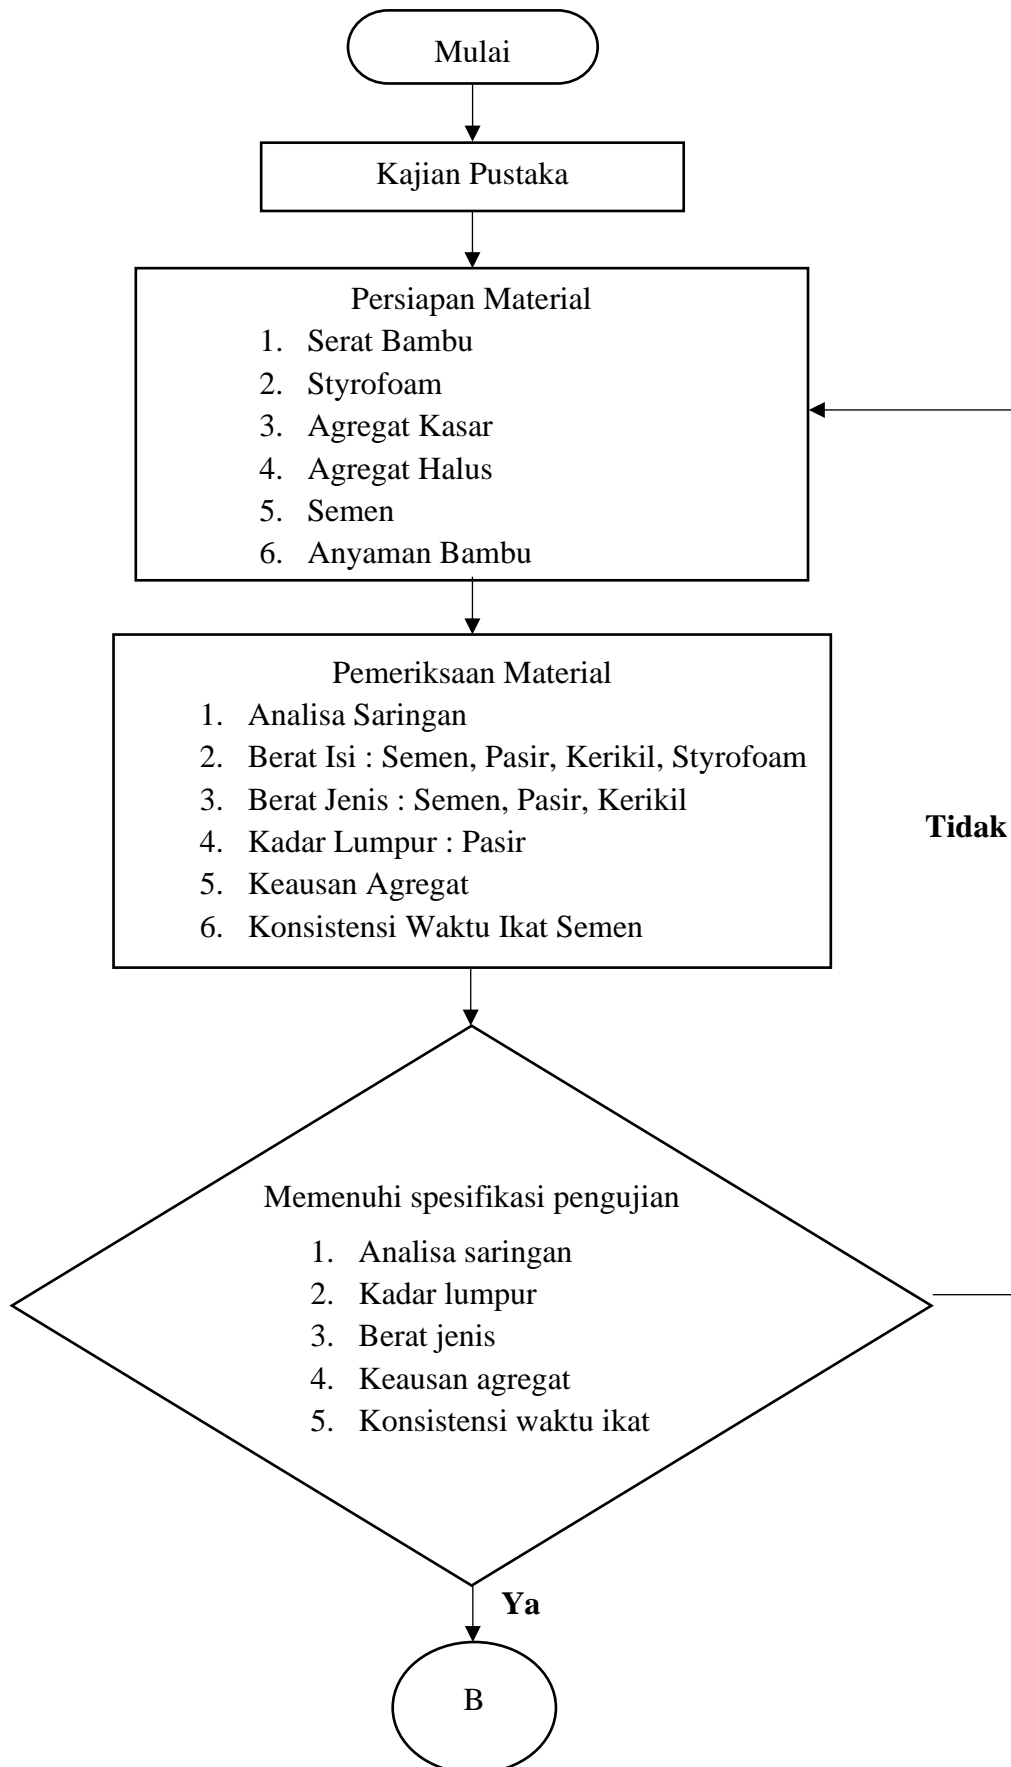 Mulai
Kajian Pustaka
Persiapan Material
1. Serat Bambu
2. Styrofoam
3. Agregat Kasar
4. Agregat Halus
5. Semen
6. Anyaman Bambu
Pemeriksaan Material
1. Analisa Saringan
2. Berat Isi : Semen, Pasir, Kerikil, Styrofoam
3. Berat Jenis : Semen, Pasir, Kerikil
4. Kadar Lumpur : Pasir
5. Keausan Agregat
6. Konsistensi Waktu Ikat Semen
Tidak
Memenuhi spesifikasi pengujian
1. Analisa saringan
2. Kadar lumpur
3. Berat jenis
4. Keausan agregat
5. Konsistensi waktu ikat
Ya
B